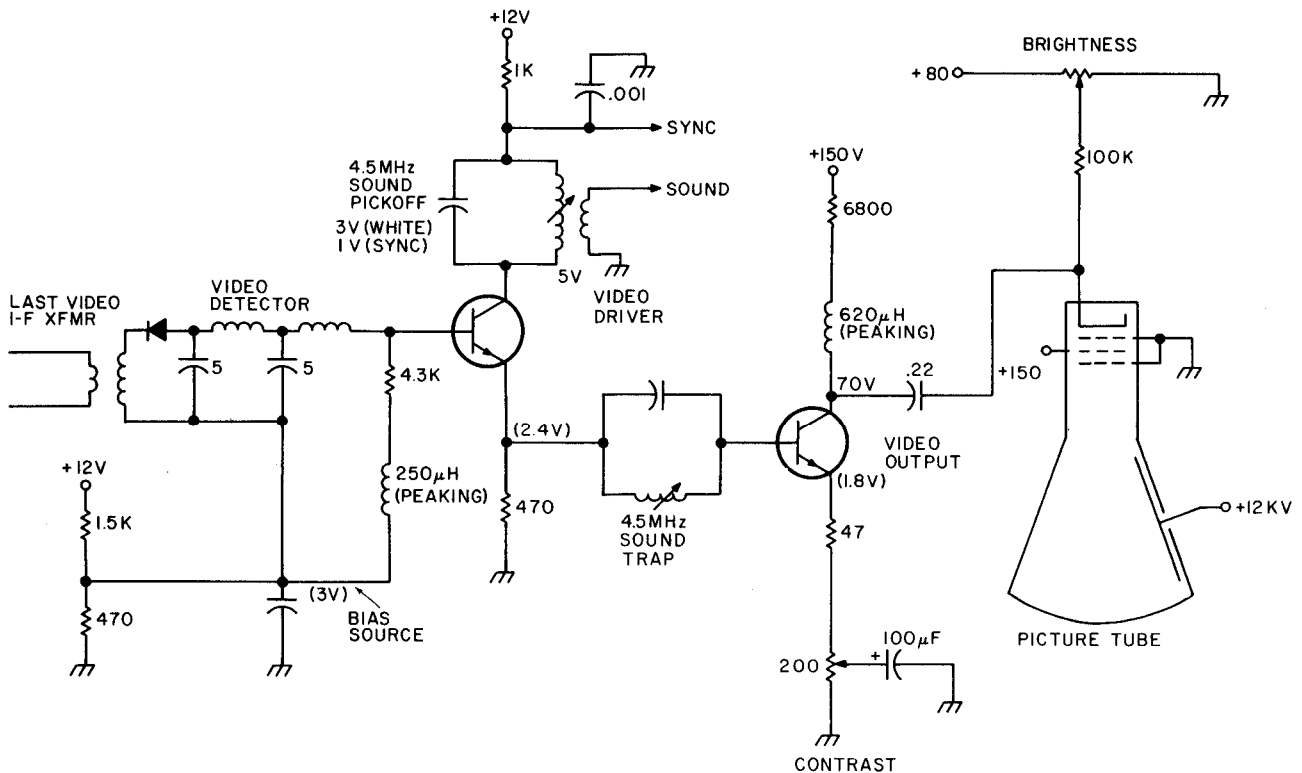 +12V
1K
.001
SYNC
4.5MHz
SOUND
PICKOFF
3V (WHITE)
1V (SYNC)
SOUND
5V
VIDEO
DRIVER
LAST VIDEO
I-F XFMR
VIDEO
DETECTOR
5
5
4.3K
250μH
(PEAKING)
+12V
1.5K
470
(3V)
BIAS
SOURCE
(2.4V)
470
4.5MHz
SOUND
TRAP
+150V
6800
620μH
(PEAKING)
70V
.22
VIDEO
OUTPUT
(1.8V)
47
200
+
100μF
CONTRAST
BRIGHTNESS
+80
100K
+150
+12KV
PICTURE TUBE